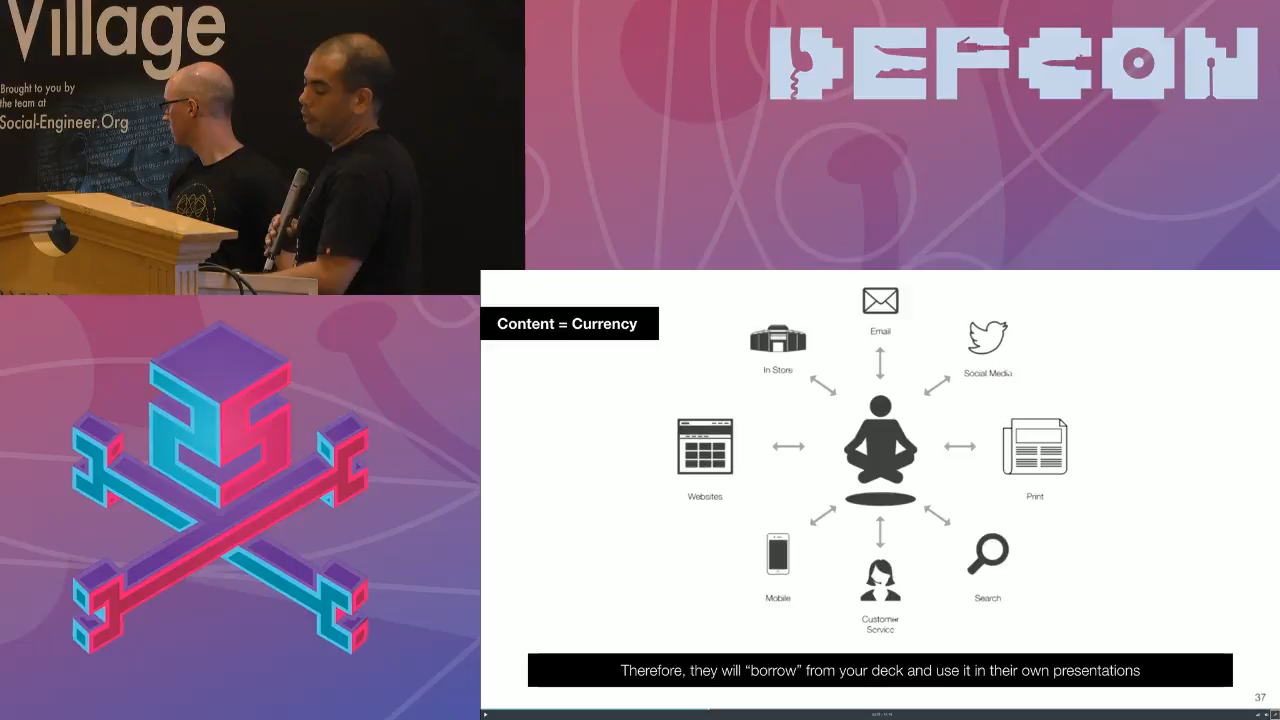 Village
Brought to you by
the team at
Social-Engineer.Org
DEFCON
Content = Currency
Email
In Store
Social Media
Websites
Print
Mobile
Search
Customer
Service
Therefore, they will “borrow” from your deck and use it in their own presentations
37